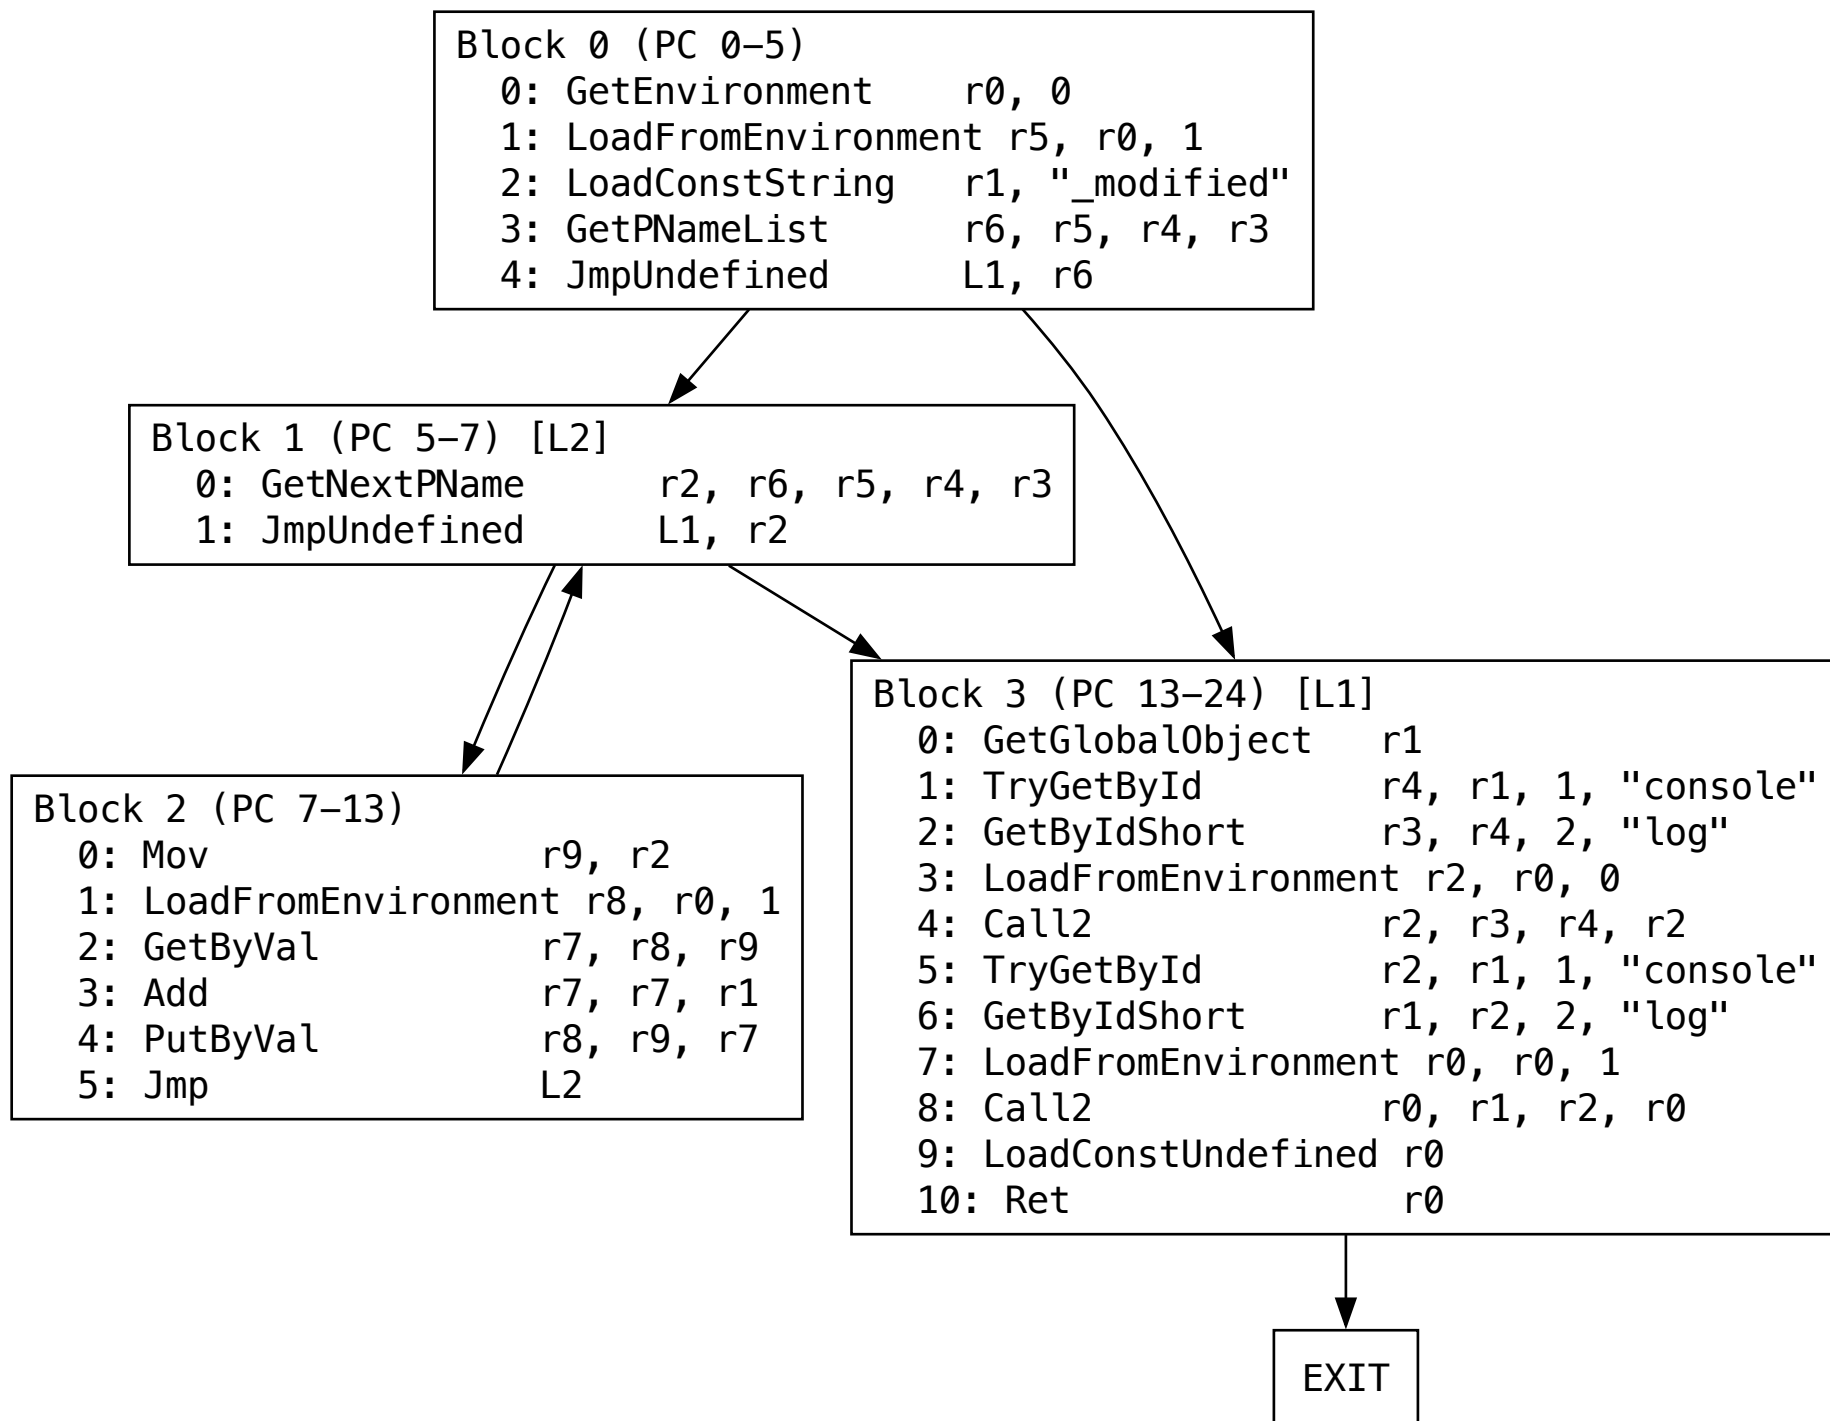 Block 0 (PC 0–5)
0: GetEnvironment r0, 0
1: LoadFromEnvironment r5, r0, 1
2: LoadConstString r1, "_modified"
3: GetPNameList r6, r5, r4, r3
4: JmpUndefined L1, r6
Block 1 (PC 5–7) [L2]
0: GetNextPName r2, r6, r5, r4, r3
1: JmpUndefined L1, r2
Block 2 (PC 7–13)
0: Mov r9, r2
1: LoadFromEnvironment r8, r0, 1
2: GetByVal r7, r8, r9
3: Add r7, r7, r1
4: PutByVal r8, r9, r7
5: Jmp L2
Block 3 (PC 13–24) [L1]
0: GetGlobalObject r1
1: TryGetById r4, r1, 1, "console"
2: GetByIdShort r3, r4, 2, "log"
3: LoadFromEnvironment r2, r0, 0
4: Call2 r2, r3, r4, r2
5: TryGetById r2, r1, 1, "console"
6: GetByIdShort r1, r2, 2, "log"
7: LoadFromEnvironment r0, r0, 1
8: Call2 r0, r1, r2, r0
9: LoadConstUndefined r0
10: Ret r0
EXIT